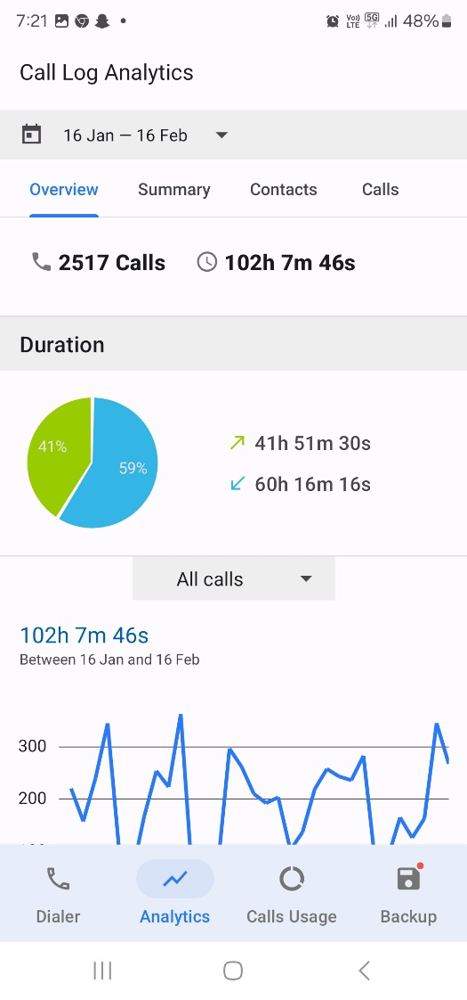 7:21
Vo)) LTE 5G 48%
Call Log Analytics
16 Jan — 16 Feb
Overview Summary Contacts Calls
2517 Calls 102h 7m 46s
Duration
41%
59%
41h 51m 30s
60h 16m 16s
All calls
102h 7m 46s
Between 16 Jan and 16 Feb
300
200
Dialer Analytics Calls Usage Backup